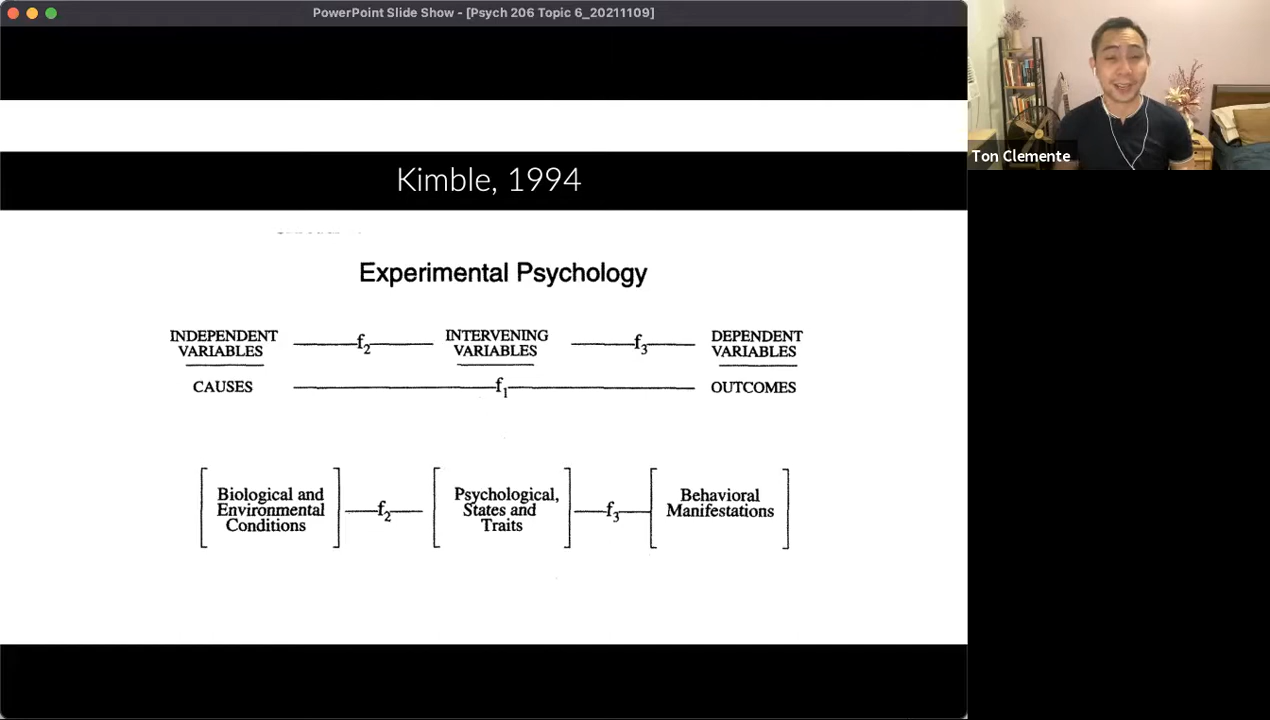 PowerPoint Slide Show - [Psych 206 Topic 6_20211109]
Ton Clemente
Kimble, 1994
Experimental Psychology
INDEPENDENT VARIABLES
f2
INTERVENING VARIABLES
f3
DEPENDENT VARIABLES
CAUSES
f1
OUTCOMES
Biological and
Environmental
Conditions
f2
Psychological,
States and
Traits
f3
Behavioral
Manifestations